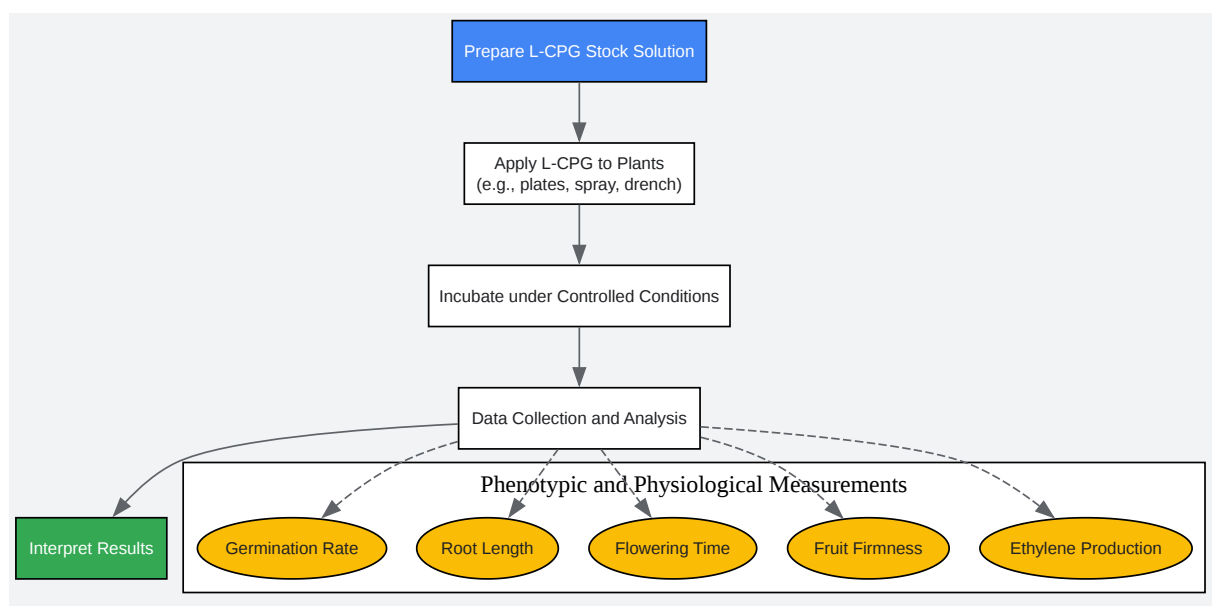 Prepare L-CPG Stock Solution
Apply L-CPG to Plants
(e.g., plates, spray, drench)
Incubate under Controlled Conditions
Data Collection and Analysis
Phenotypic and Physiological Measurements
Interpret Results
Germination Rate
Root Length
Flowering Time
Fruit Firmness
Ethylene Production